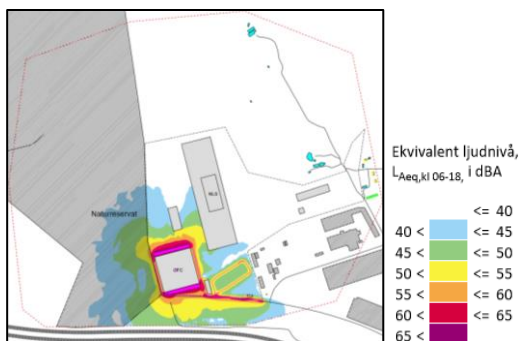 Naturreservat
Ekvivalent ljudnivå,
LAeq,kl 06-18, i dBA
<= 40
40 < <= 45
45 < <= 50
50 < <= 55
55 < <= 60
60 < <= 65
65 <